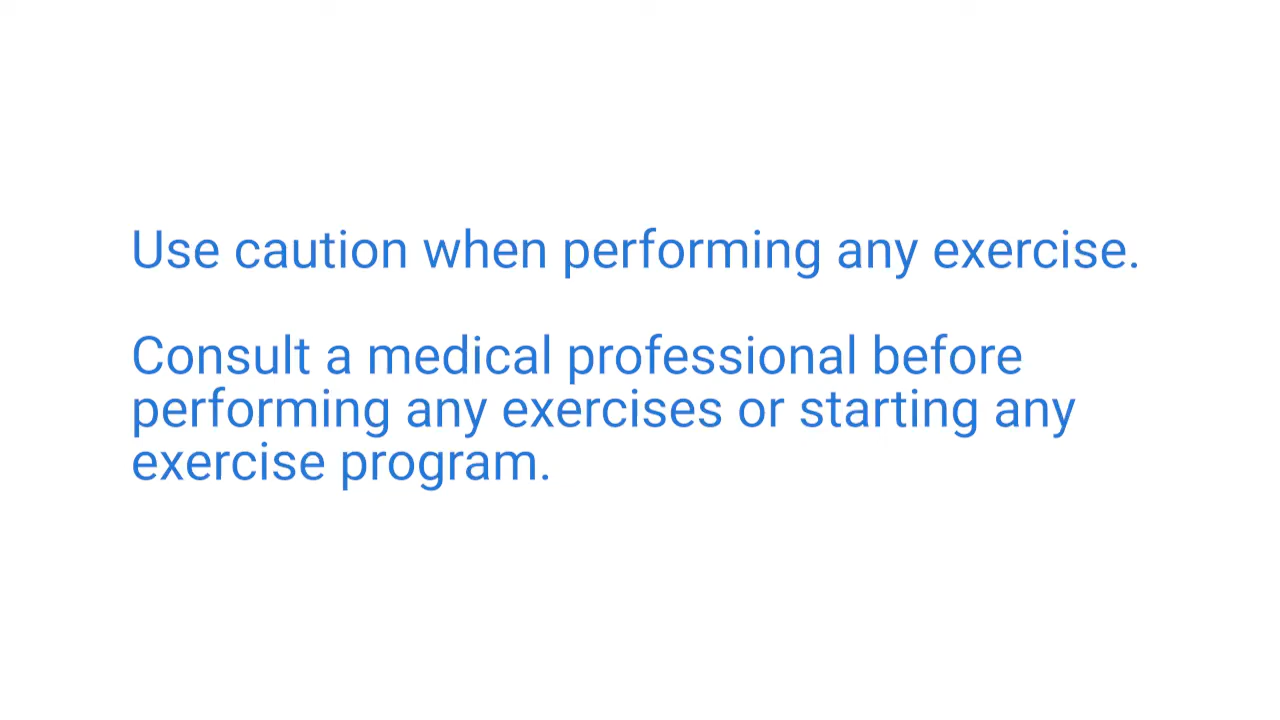 Use caution when performing any exercise.
Consult a medical professional before
performing any exercises or starting any
exercise program.